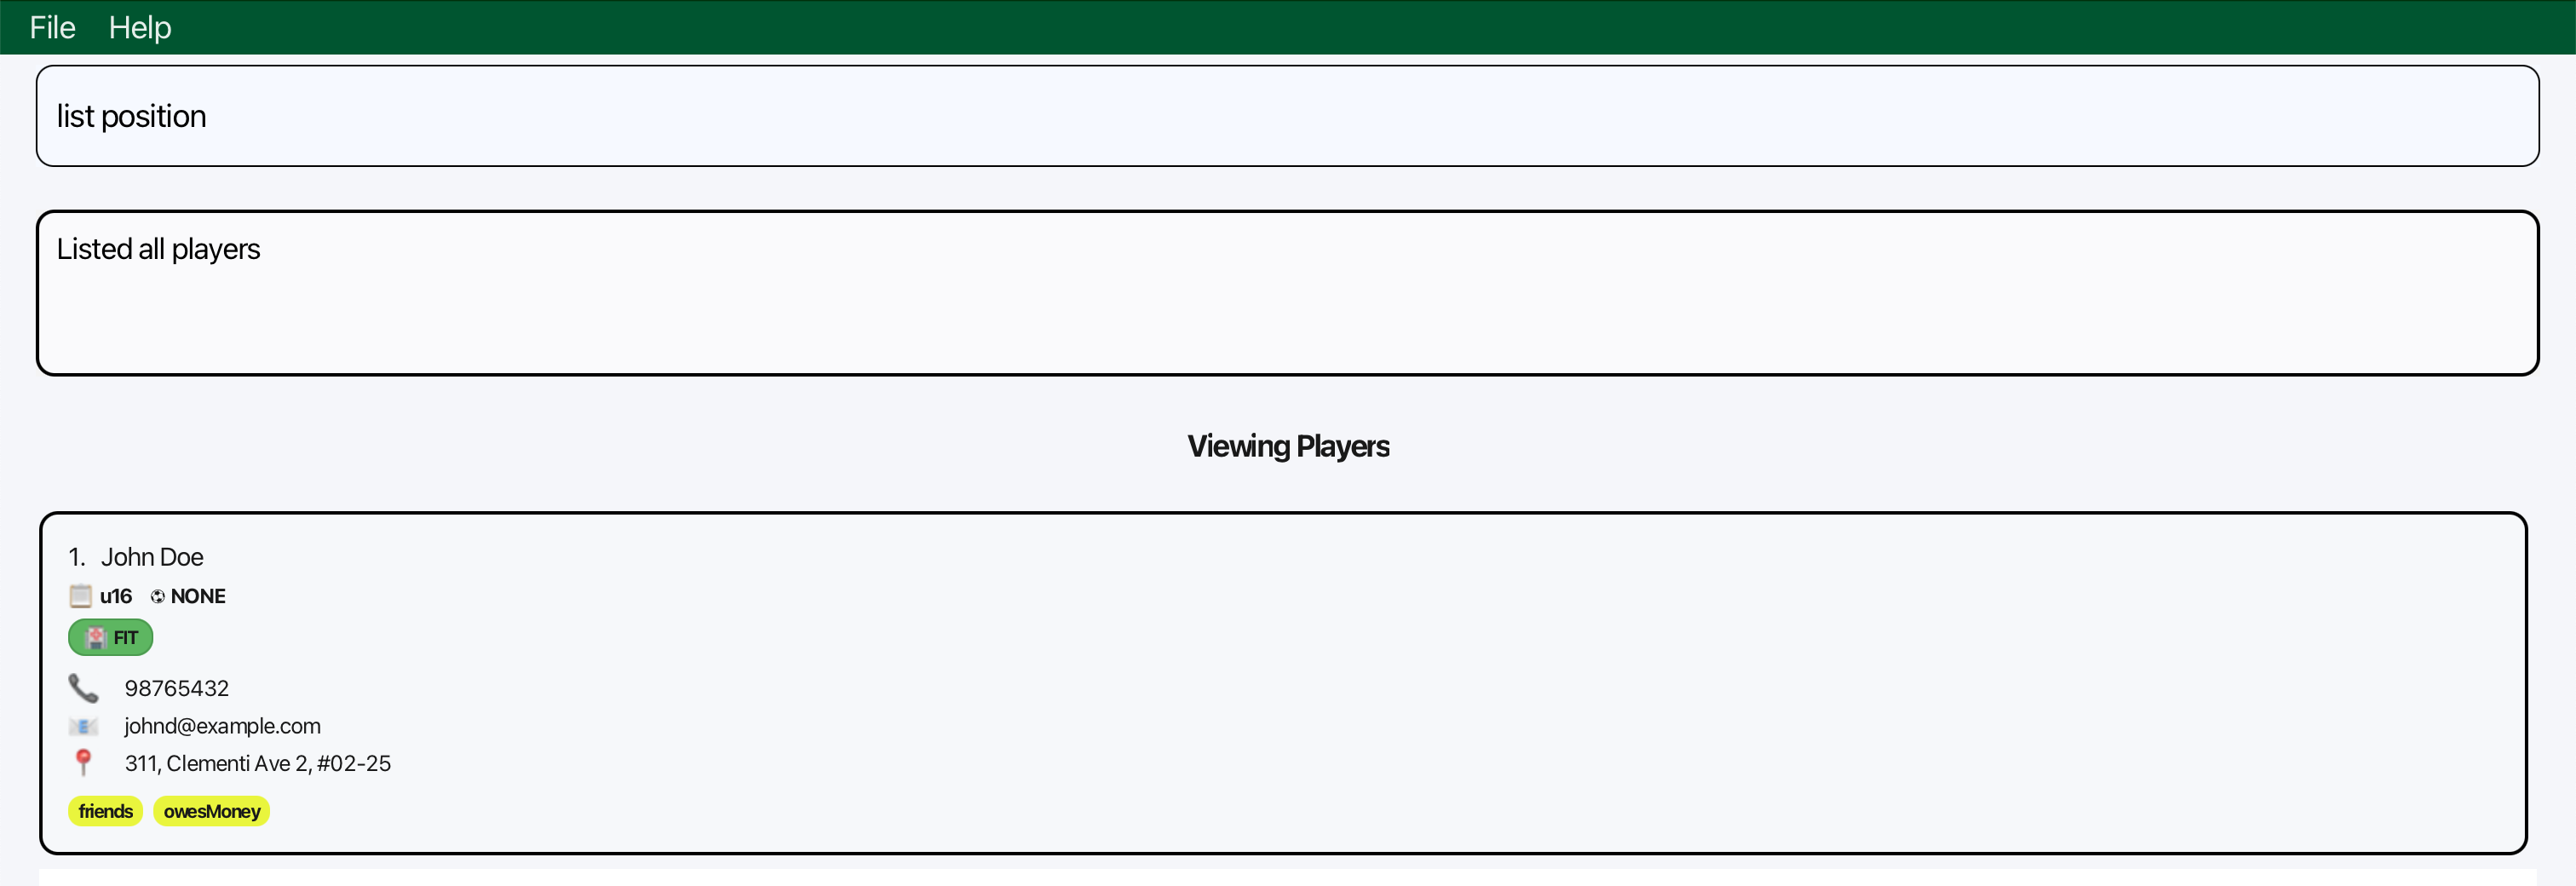 File Help
list position
Listed all players
Viewing Players
1. John Doe
u16 NONE
FIT
98765432
johnd@example.com
311, Clementi Ave 2, #02-25
friends owesMoney